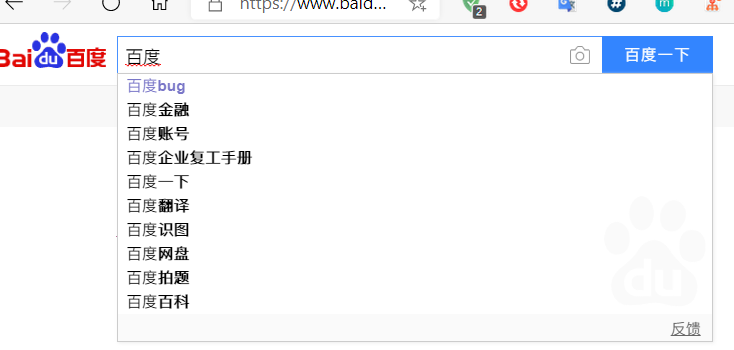 https://www.baid...
2
Bai du 百度
百度
百度一下
百度bug
百度金融
百度账号
百度企业复工手册
百度一下
百度翻译
百度识图
百度网盘
百度拍题
百度百科
du
反馈